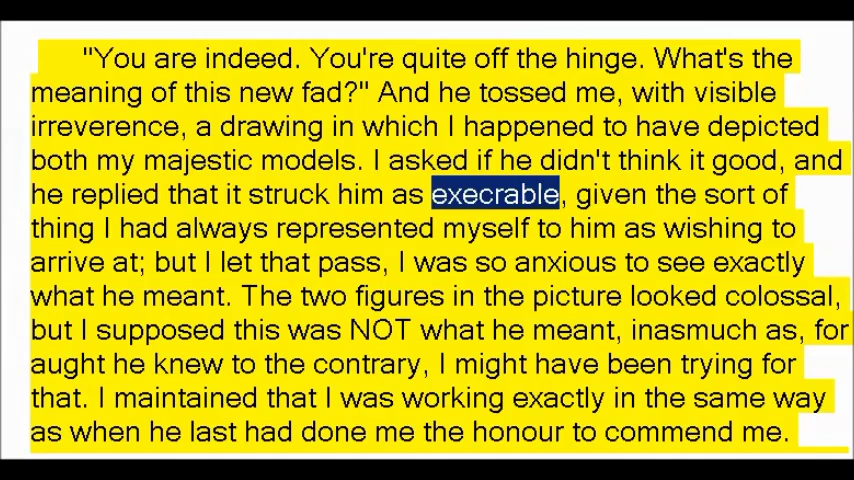 "You are indeed. You're quite off the hinge. What's the
meaning of this new fad?" And he tossed me, with visible
irreverence, a drawing in which I happened to have depicted
both my majestic models. I asked if he didn't think it good, and
he replied that it struck him as execrable, given the sort of
thing I had always represented myself to him as wishing to
arrive at; but I let that pass, I was so anxious to see exactly
what he meant. The two figures in the picture looked colossal,
but I supposed this was NOT what he meant, inasmuch as, for
aught he knew to the contrary, I might have been trying for
that. I maintained that I was working exactly in the same way
as when he last had done me the honour to commend me.